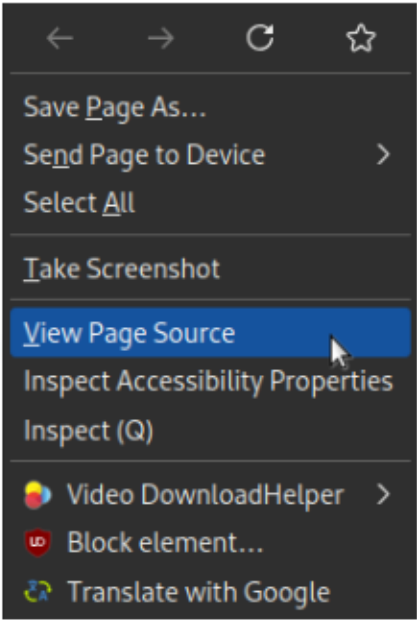 Save Page As...
Send Page to Device
Select All
Take Screenshot
View Page Source
Inspect Accessibility Properties
Inspect (Q)
Video DownloadHelper
Block element...
Translate with Google